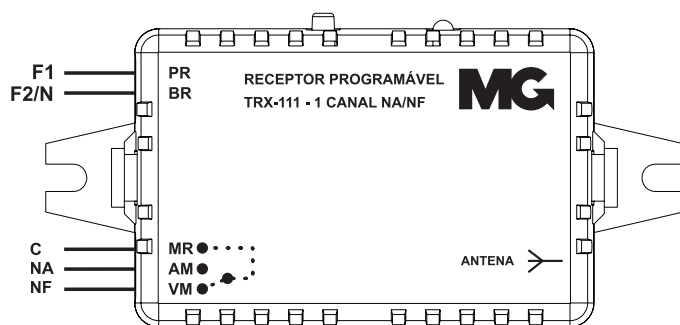 F1 PR RECEPTOR PROGRAMÁVEL MG
F2/N BR TRX-111 - 1 CANAL NA/NF
C MR
NA AM ANTENA
NF VM